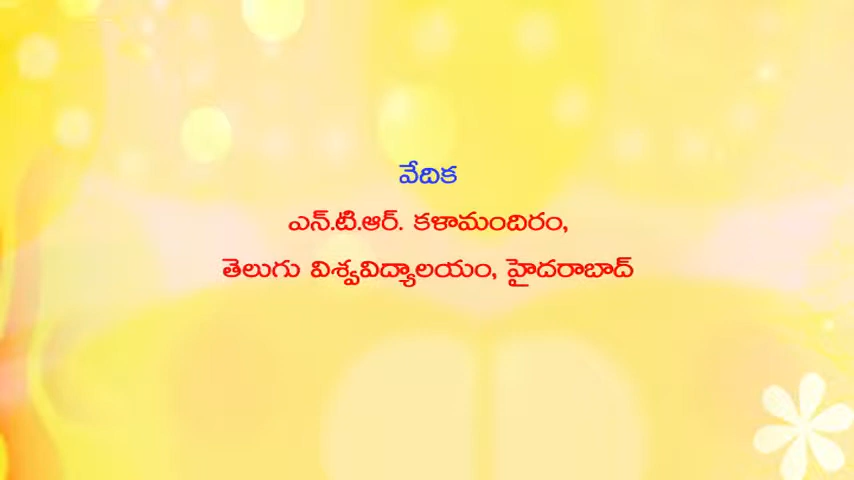 వేదిక
ఎన్.టి.ఆర్. కళామందిరం,
తెలుగు విశ్వవిద్యాలయం, హైదరాబాద్